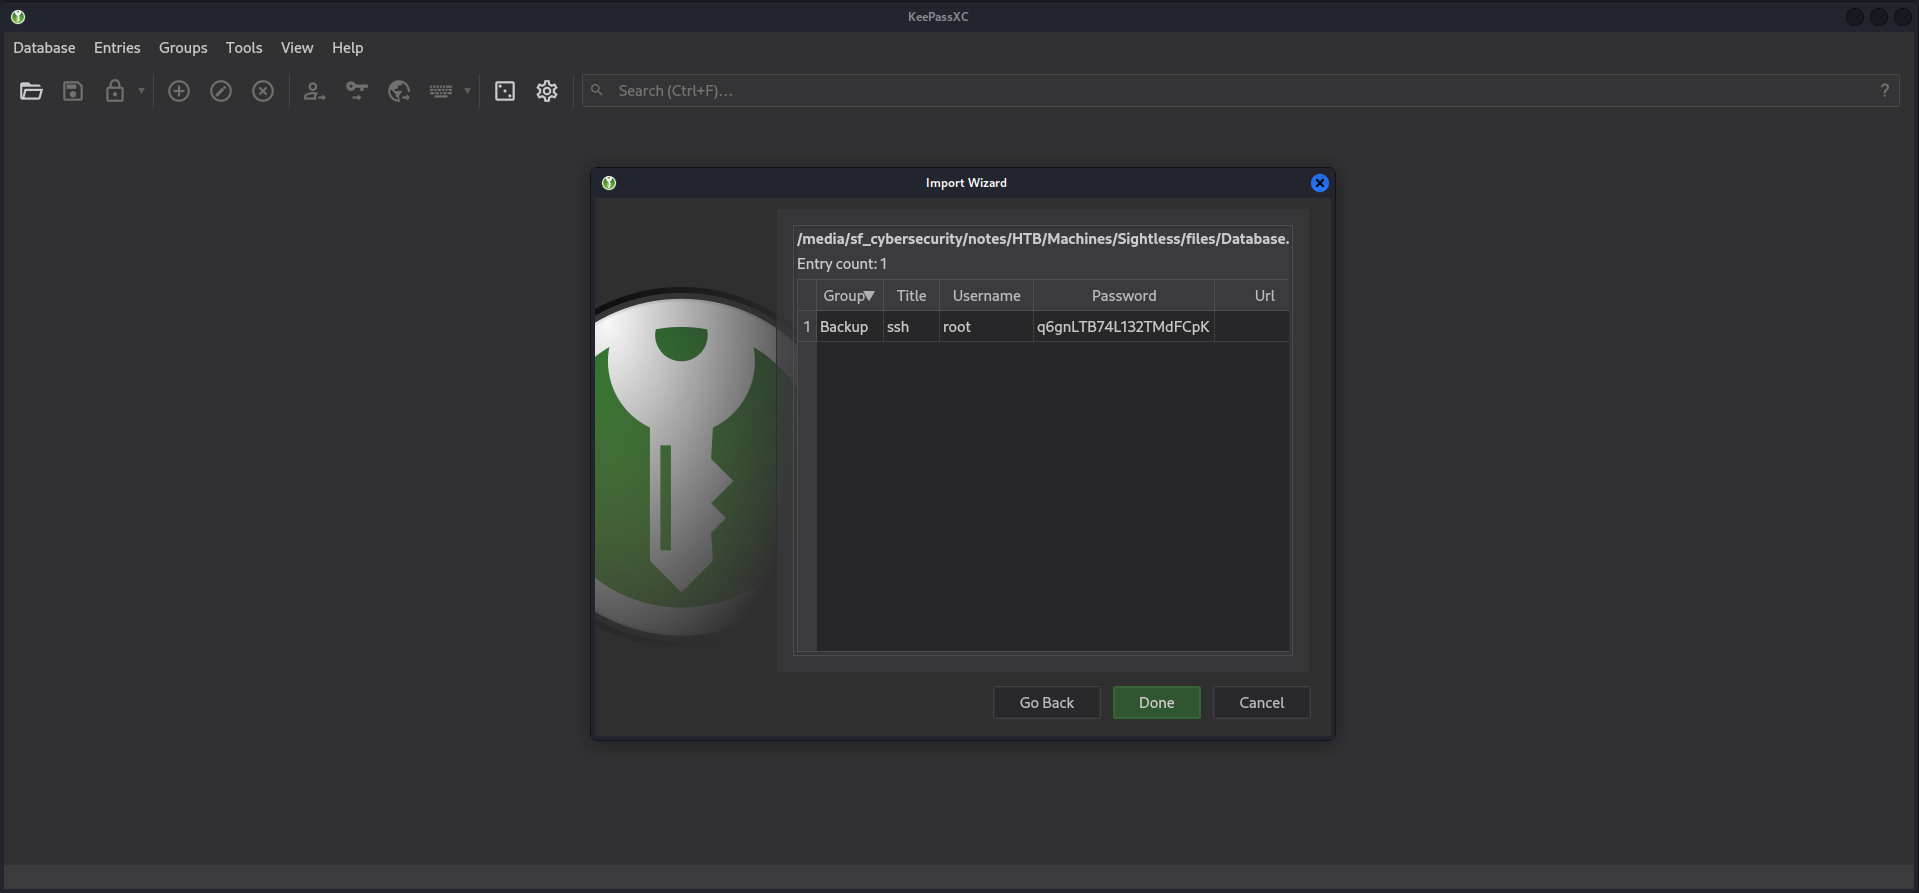 KeePassXC
Database Entries Groups Tools View Help
Search (Ctrl+F)... ?
Import Wizard
/media/sf_cybersecurity/notes/HTB/Machines/Sightless/files/Database.
Entry count: 1
Group Title Username Password Url
1 Backup ssh root q6gnLTB74L132TMdFCpK
Go Back Done Cancel